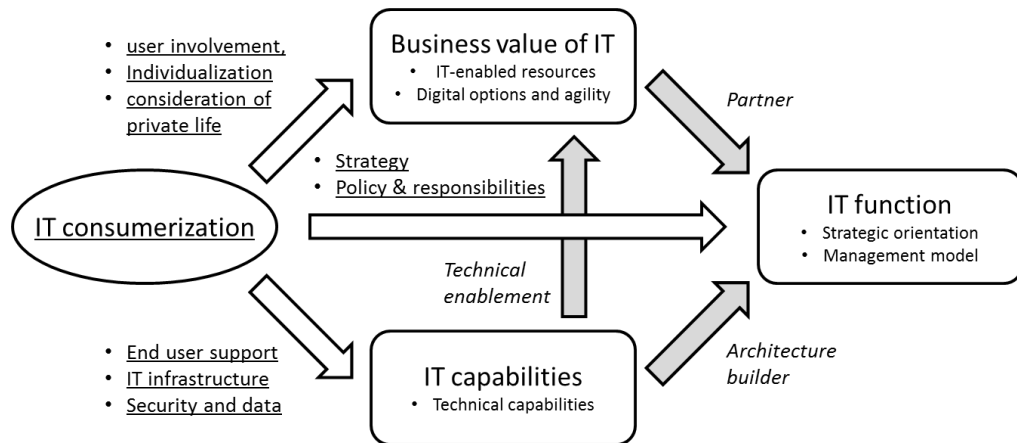 • user involvement,
• Individualization
• consideration of
private life
Business value of IT
• IT-enabled resources
• Digital options and agility
Partner
• Strategy
• Policy & responsibilities
IT consumerization
IT function
• Strategic orientation
• Management model
Technical
enablement
• End user support
• IT infrastructure
• Security and data
IT capabilities
• Technical capabilities
Architecture
builder